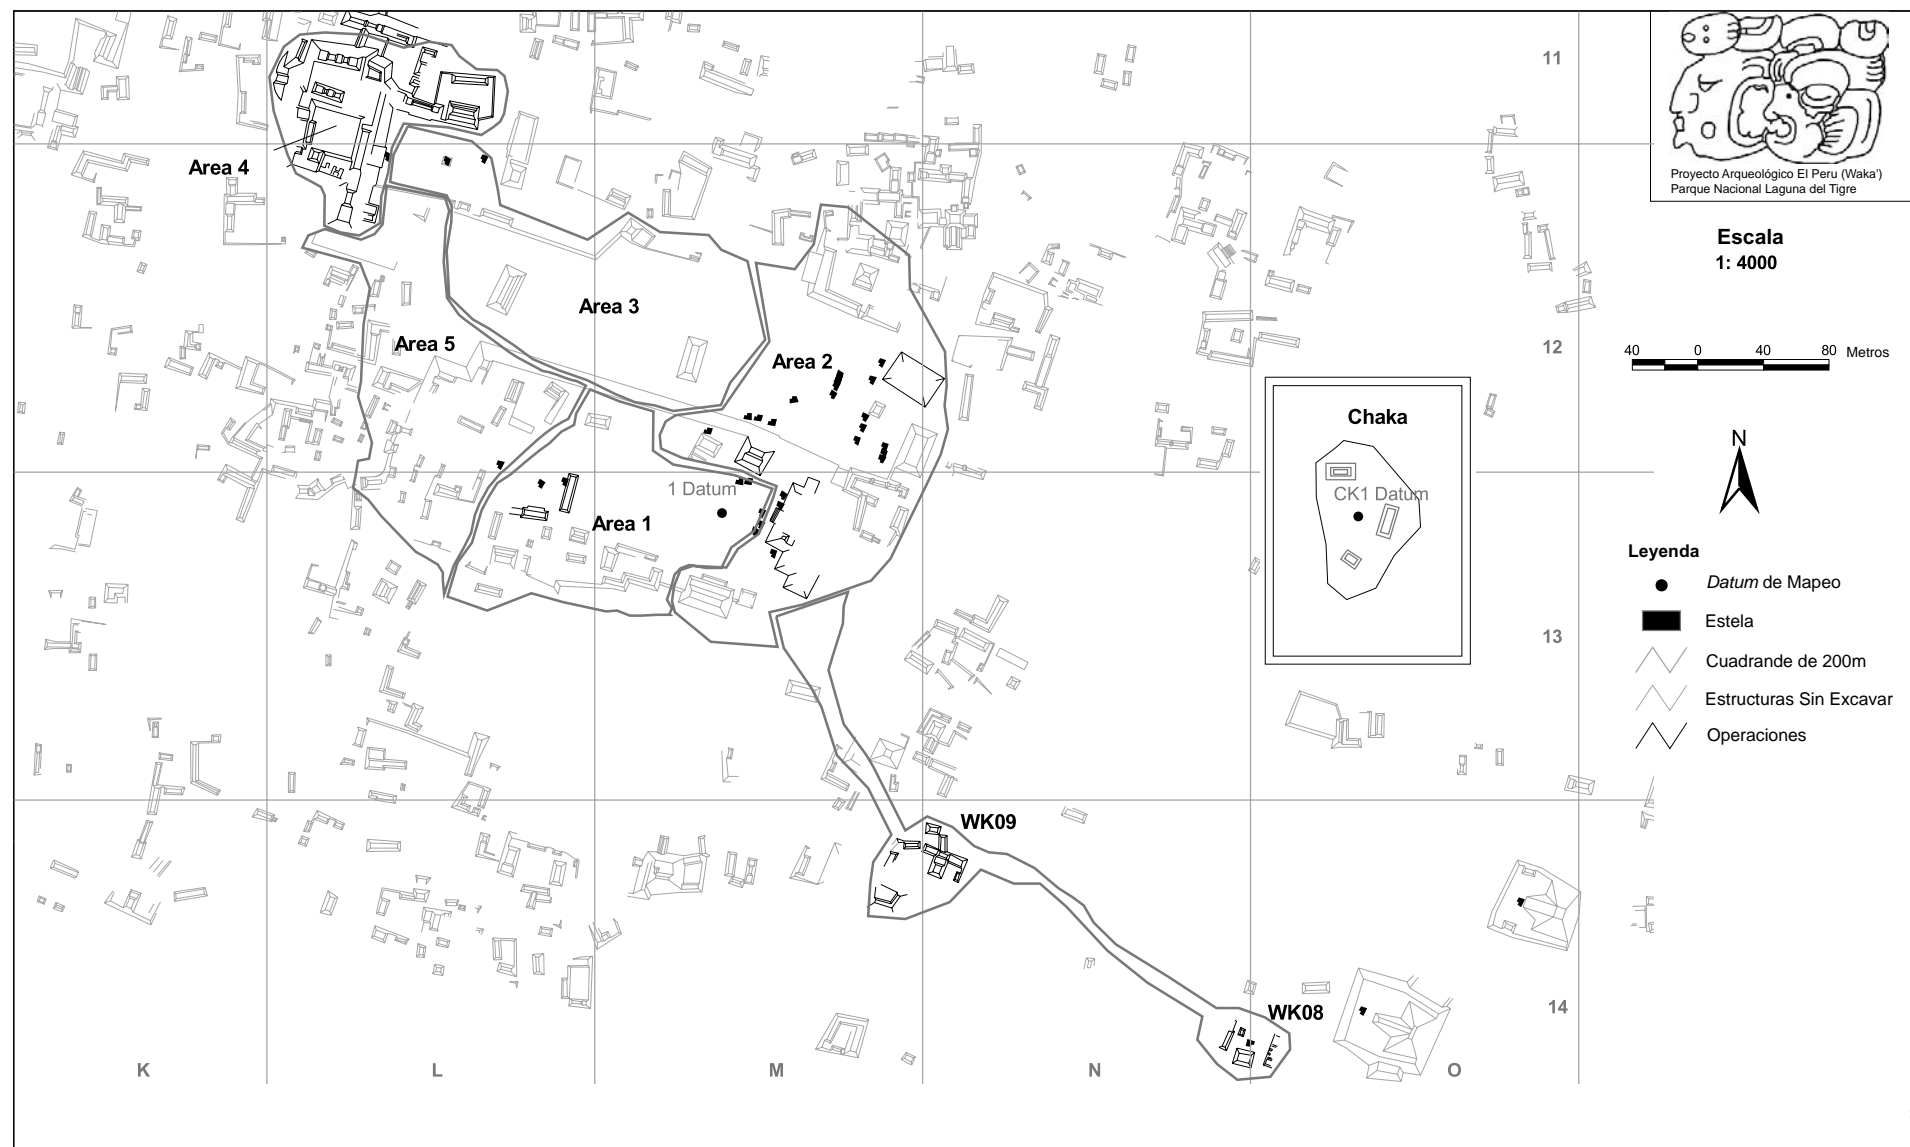 11
Proyecto Arqueológico El Peru (Waka')
Parque Nacional Laguna del Tigre
Area 4
Escala
1: 4000
Area 3
Area 5
Area 2
12
40 0 40 80 Metros
Chaka
N
1 Datum
CK1 Datum
Area 1
Leyenda
Datum de Mapeo
Estela
13
Cuadrande de 200m
Estructuras Sin Excavar
Operaciones
WK09
WK08
14
K L M N O